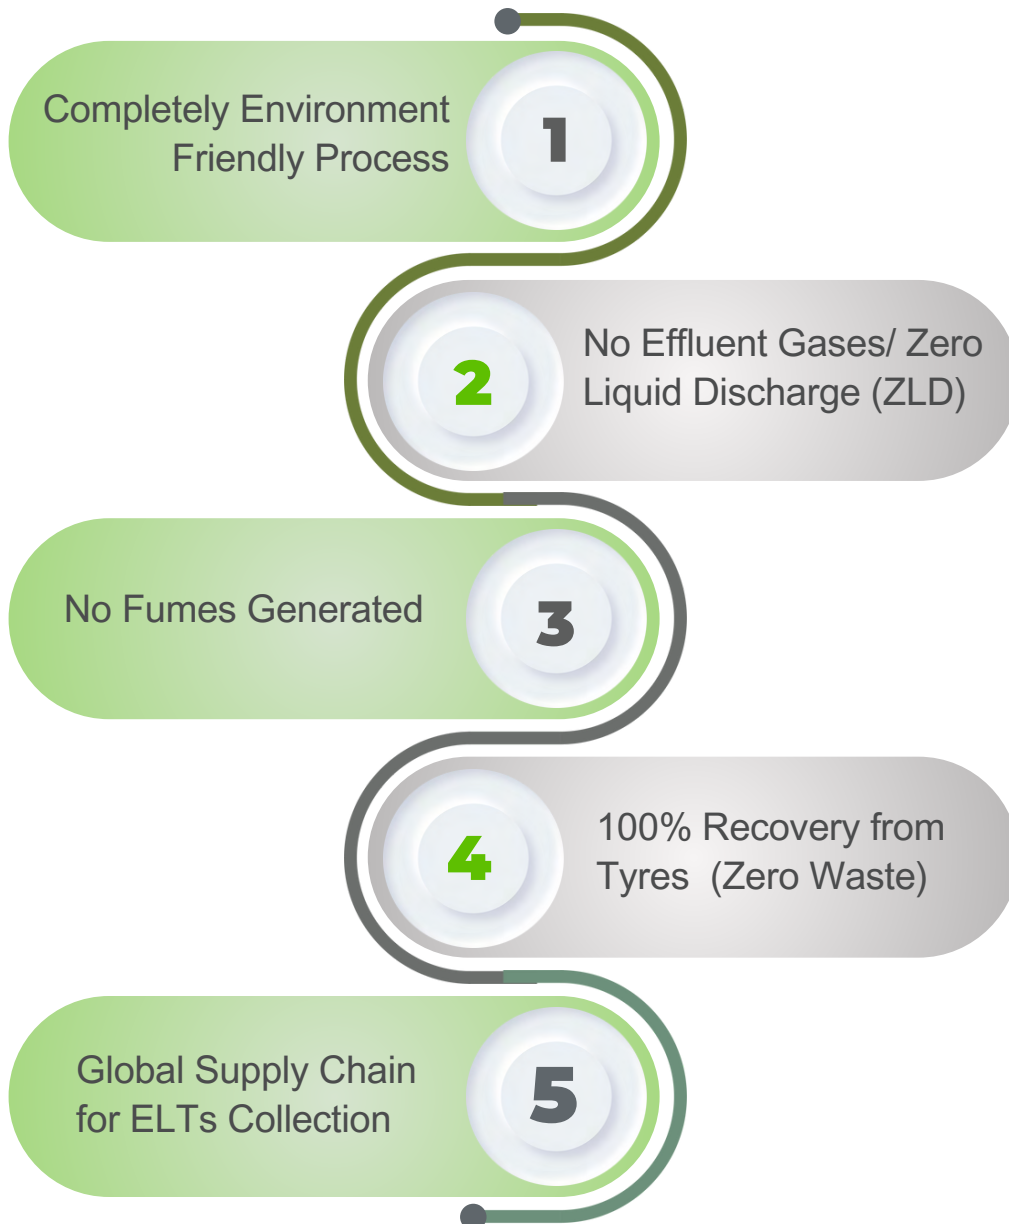 Completely Environment
Friendly Process
1
2
No Effluent Gases/ Zero
Liquid Discharge (ZLD)
No Fumes Generated
3
4
100% Recovery from
Tyres  (Zero Waste)
Global Supply Chain
for ELTs Collection
5